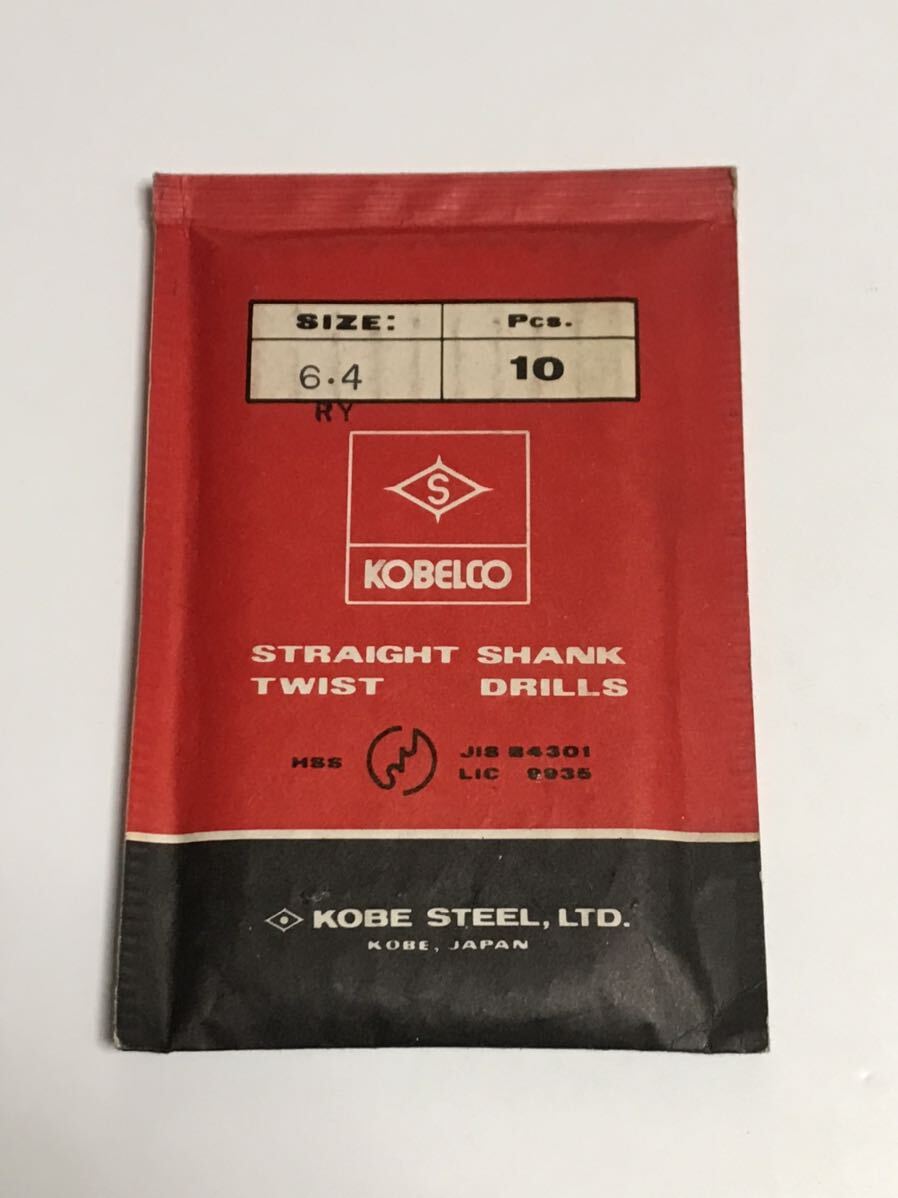 SIZE: Pcs.
6.4 10
RY
S
KOBELCO
STRAIGHT SHANK
TWIST DRILLS
HSS JIS B4301
LIC 9935
KOBE STEEL, LTD.
KOBE, JAPAN